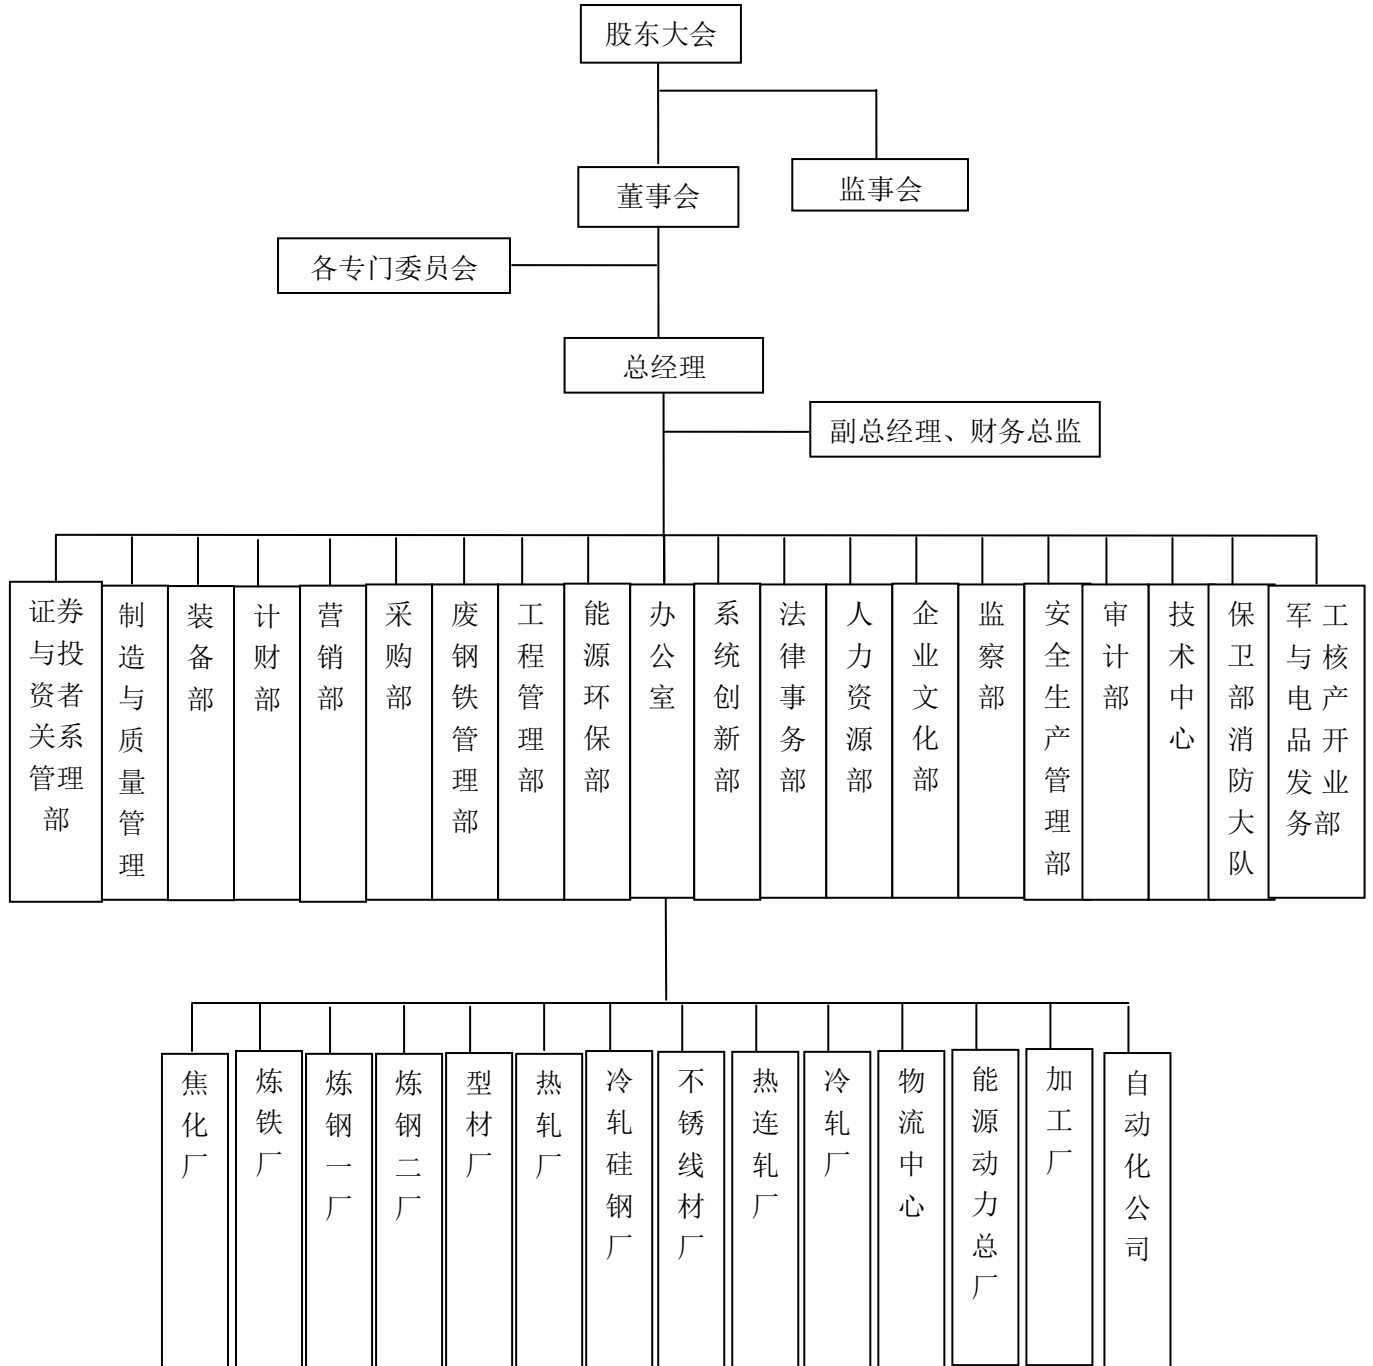 股东大会
董事会
监事会
各专门委员会
总经理
副总经理、财务总监
证券
与投
资者
关系
管理
部
制造与质量管理
装备部
计财部
营销部
采购部
废钢铁管理部
工程管理部
能源环保部
办公室
系统创新部
法律事务部
人力资源部
企业文化部
监察部
安全生产管理部
审计部
技术中心
保卫部消防大队
军工
与核
电产
品开
发业
务部
焦化厂
炼铁厂
炼钢一厂
炼钢二厂
型材厂
热轧厂
冷轧硅钢厂
不锈线材厂
热连轧厂
冷轧厂
物流中心
能源动力总厂
加工厂
自动化公司